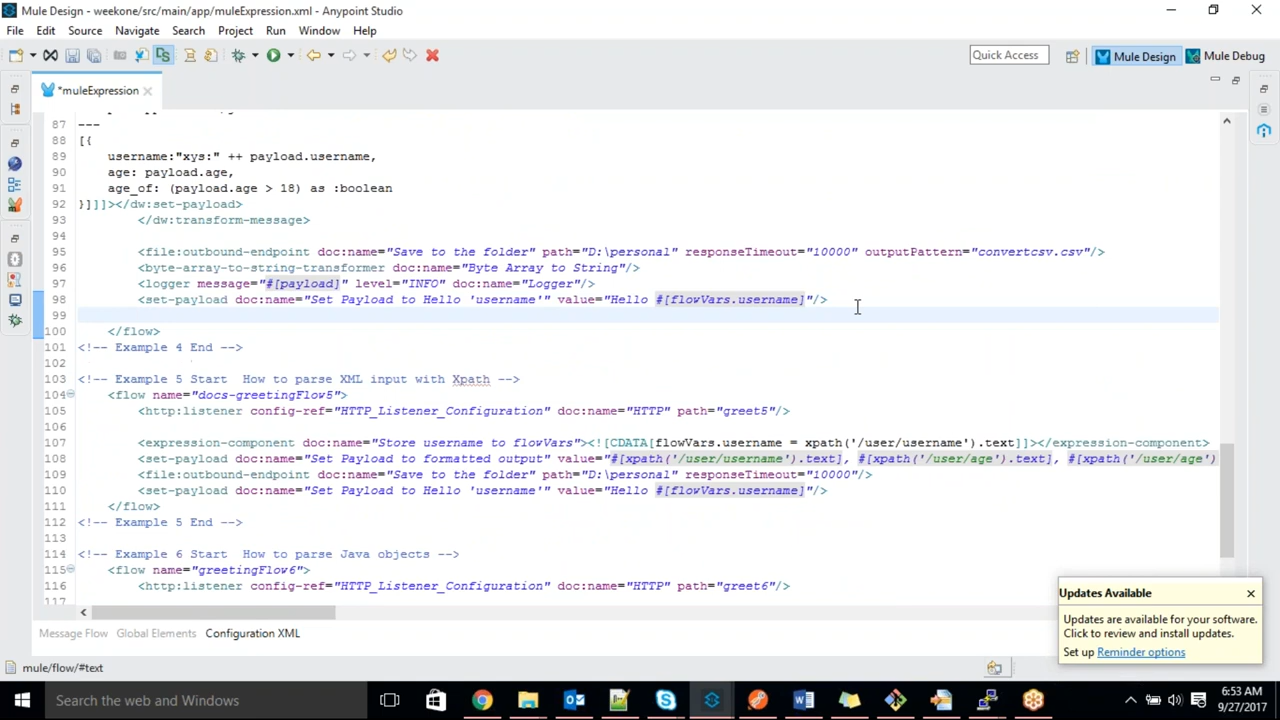 Mule Design - weekone/src/main/app/muleExpression.xml - Anypoint Studio
File Edit Source Navigate Search Project Run Window Help
Quick Access
Mule Design
Mule Debug
*muleExpression
87 ---
88 [{
89 username:"xys:" ++ payload.username,
90 age: payload.age,
91 age_of: (payload.age > 18) as :boolean
92 }]]]></dw:set-payload>
93 </dw:transform-message>
94
95 <file:outbound-endpoint doc:name="Save to the folder" path="D:\personal" responseTimeout="10000" outputPattern="convertcsv.csv"/>
96 <byte-array-to-string-transformer doc:name="Byte Array to String"/>
97 <logger message="#[payload]" level="INFO" doc:name="Logger"/>
98 <set-payload doc:name="Set Payload to Hello 'username'" value="Hello #[flowVars.username]"/>
99
100 </flow>
101 <!-- Example 4 End -->
102
103 <!-- Example 5 Start How to parse XML input with Xpath -->
104 <flow name="docs-greetingFlow5">
105 <http:listener config-ref="HTTP_Listener_Configuration" doc:name="HTTP" path="greet5"/>
106
107 <expression-component doc:name="Store username to flowVars"><![CDATA[flowVars.username = xpath('/user/username').text]]></expression-component>
108 <set-payload doc:name="Set Payload to formatted output" value="#[xpath('/user/username').text], #[xpath('/user/age').text], #[xpath('/user/age')
109 <file:outbound-endpoint doc:name="Save to the folder" path="D:\personal" responseTimeout="10000"/>
110 <set-payload doc:name="Set Payload to Hello 'username'" value="Hello #[flowVars.username]"/>
111 </flow>
112 <!-- Example 5 End -->
113
114 <!-- Example 6 Start How to parse Java objects -->
115 <flow name="greetingFlow6">
116 <http:listener config-ref="HTTP_Listener_Configuration" doc:name="HTTP" path="greet6"/>
117
Updates Available
Updates are available for your software.
Click to review and install updates.
Set up Reminder options
Message Flow Global Elements Configuration XML
mule/flow/#text
Search the web and Windows
6:53 AM
9/27/2017